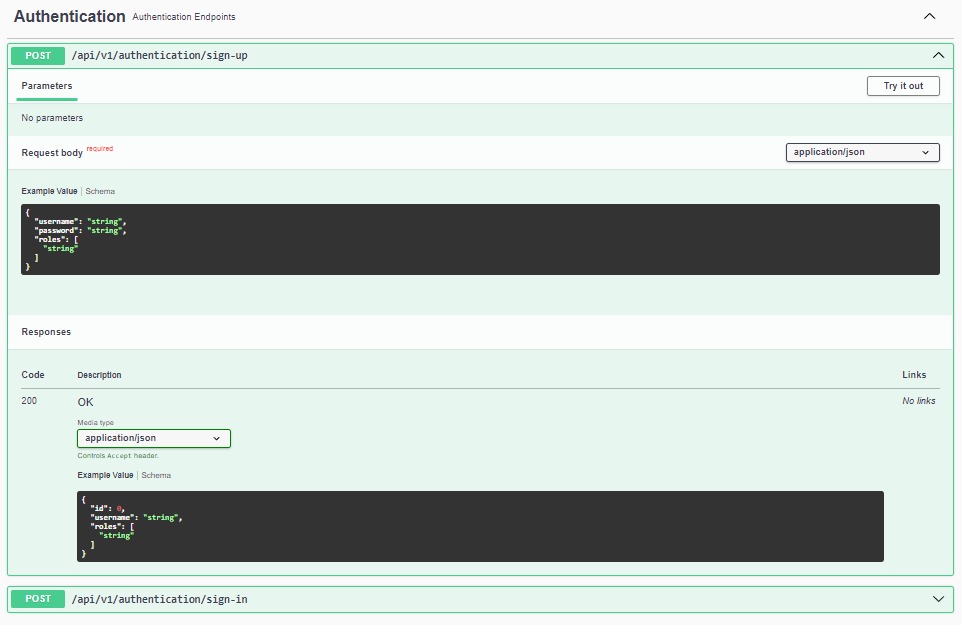 Authentication Authentication Endpoints
POST /api/v1/authentication/sign-up
Parameters Try it out
No parameters
Request body required application/json
Example Value | Schema
{
  "username": "string",
  "password": "string",
  "roles": [
    "string"
  ]
}
Responses
Code Description Links
200 OK No links
Media type
application/json
Controls Accept header.
Example Value | Schema
{
  "id": 0,
  "username": "string",
  "roles": [
    "string"
  ]
}
POST /api/v1/authentication/sign-in